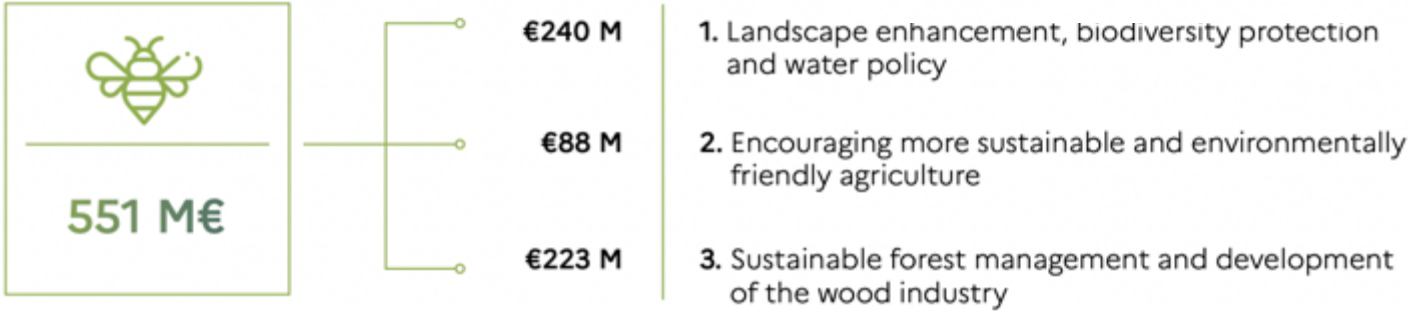 551 M€
€240 M
1. Landscape enhancement, biodiversity protection
and water policy
€88 M
2. Encouraging more sustainable and environmentally
friendly agriculture
€223 M
3. Sustainable forest management and development
of the wood industry